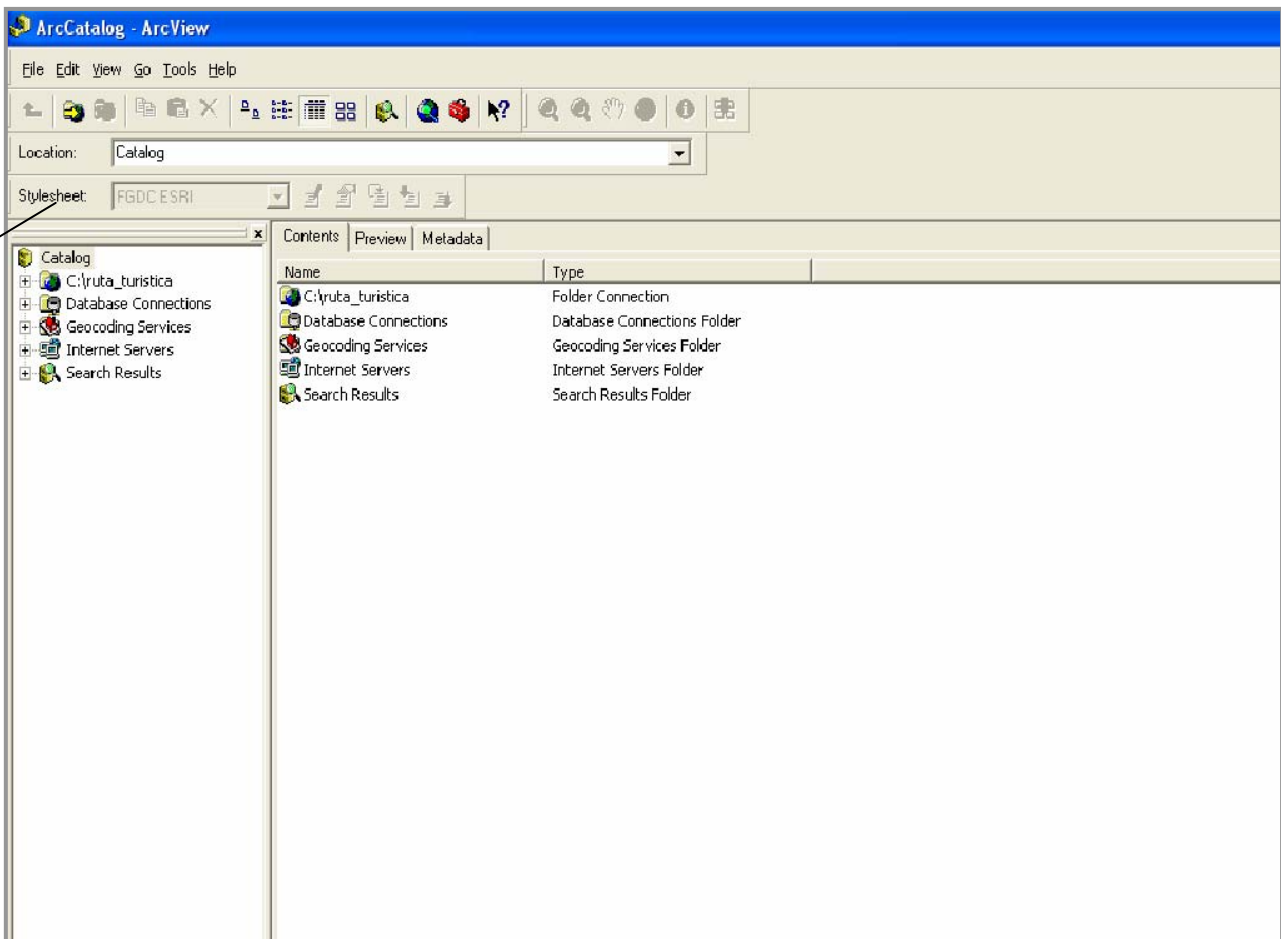 ArcCatalog - ArcView
File Edit View Go Tools Help
Location: Catalog
Stylesheet: FGDC ESRI
Catalog
C:\ruta_turistica
Database Connections
Geocoding Services
Internet Servers
Search Results
Contents Preview Metadata
Name Type
C:\ruta_turistica Folder Connection
Database Connections Database Connections Folder
Geocoding Services Geocoding Services Folder
Internet Servers Internet Servers Folder
Search Results Search Results Folder